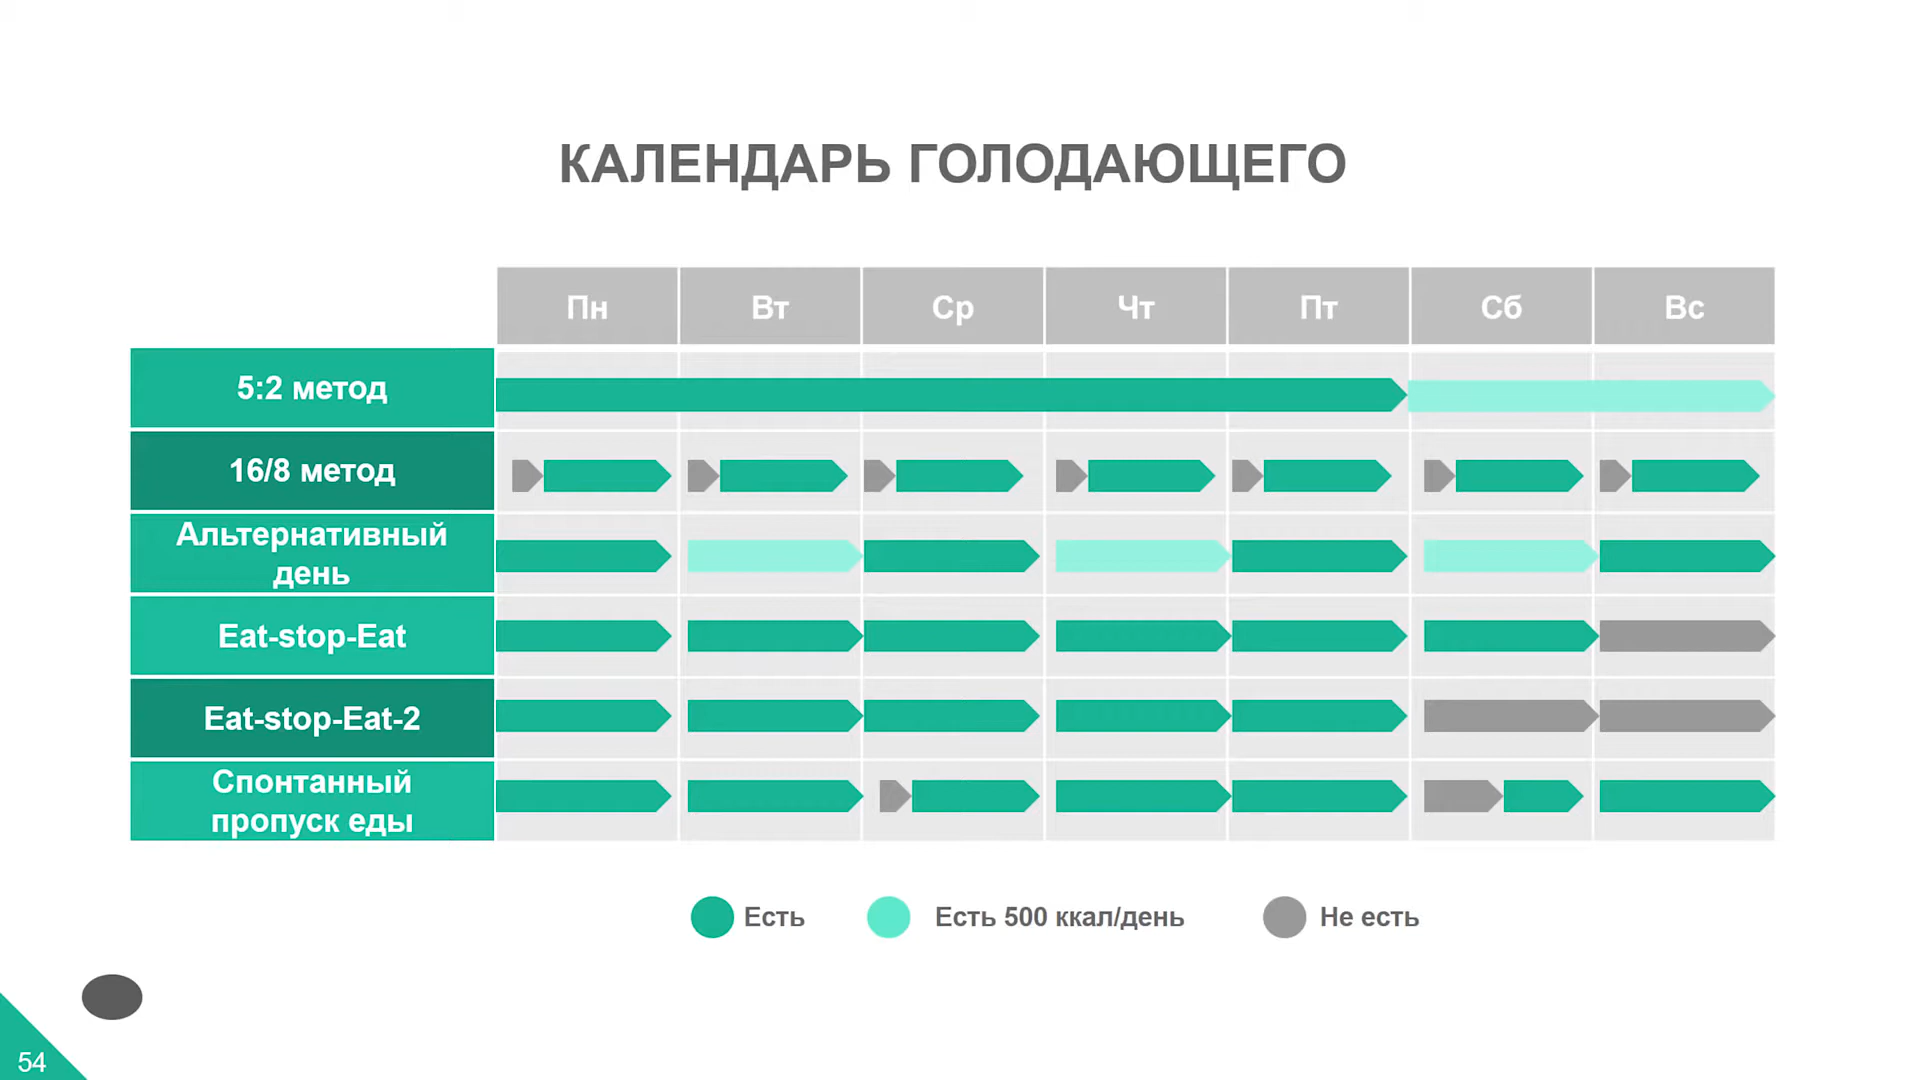 КАЛЕНДАРЬ ГОЛОДАЮЩЕГО
Пн Вт Ср Чт Пт Сб Вс
5:2 метод
16/8 метод
Альтернативный
день
Eat-stop-Eat
Eat-stop-Eat-2
Спонтанный
пропуск еды
Есть Есть 500 ккал/день Не есть
54